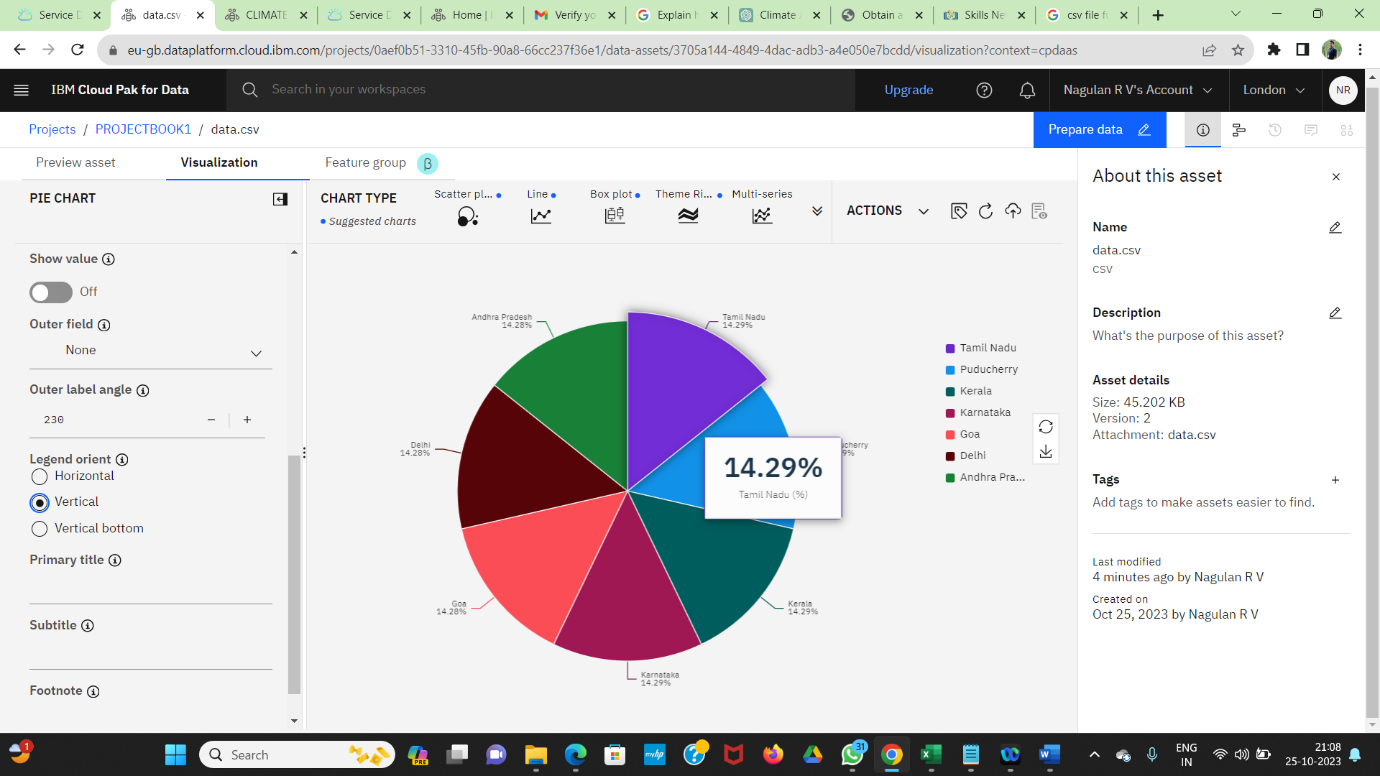 Service D
data.csv -
CLIMATE
Service D
Home |
Verify yo
Explain h
Climate A
Obtain a
Skills Ne
csv file f
eu-gb.dataplatform.cloud.ibm.com/projects/0aef0b51-3310-45fb-90a8-66cc237f36e1/data-assets/3705a144-4849-4dac-adb3-a4e050e7bcdd/visualization?context=cpdaas
IBM Cloud Pak for Data
Search in your workspaces
Upgrade
Nagulan R V's Account
London
NR
Projects / PROJECTBOOK1 / data.csv
Prepare data
Preview asset
Visualization
Feature group
β
PIE CHART
Show value
Off
Outer field
None
Outer label angle
230
Legend orient
Horizontal
Vertical
Vertical bottom
Primary title
Subtitle
Footnote
CHART TYPE
Suggested charts
Scatter pl...
Line
Box plot
Theme Ri...
Multi-series
ACTIONS
Andhra Pradesh
14.28%
Tamil Nadu
14.29%
Delhi
14.28%
ucherry
9%
14.29%
Tamil Nadu (%)
Goa
14.28%
Kerala
14.29%
Karnataka
14.29%
Tamil Nadu
Puducherry
Kerala
Karnataka
Goa
Delhi
Andhra Pra...
About this asset
Name
data.csv
CSV
Description
What's the purpose of this asset?
Asset details
Size: 45.202 KB
Version: 2
Attachment: data.csv
Tags
Add tags to make assets easier to find.
Last modified
4 minutes ago by Nagulan R V
Created on
Oct 25, 2023 by Nagulan R V
1
Search
PRE
myhp
31
ENG
IN
21:08
25-10-2023